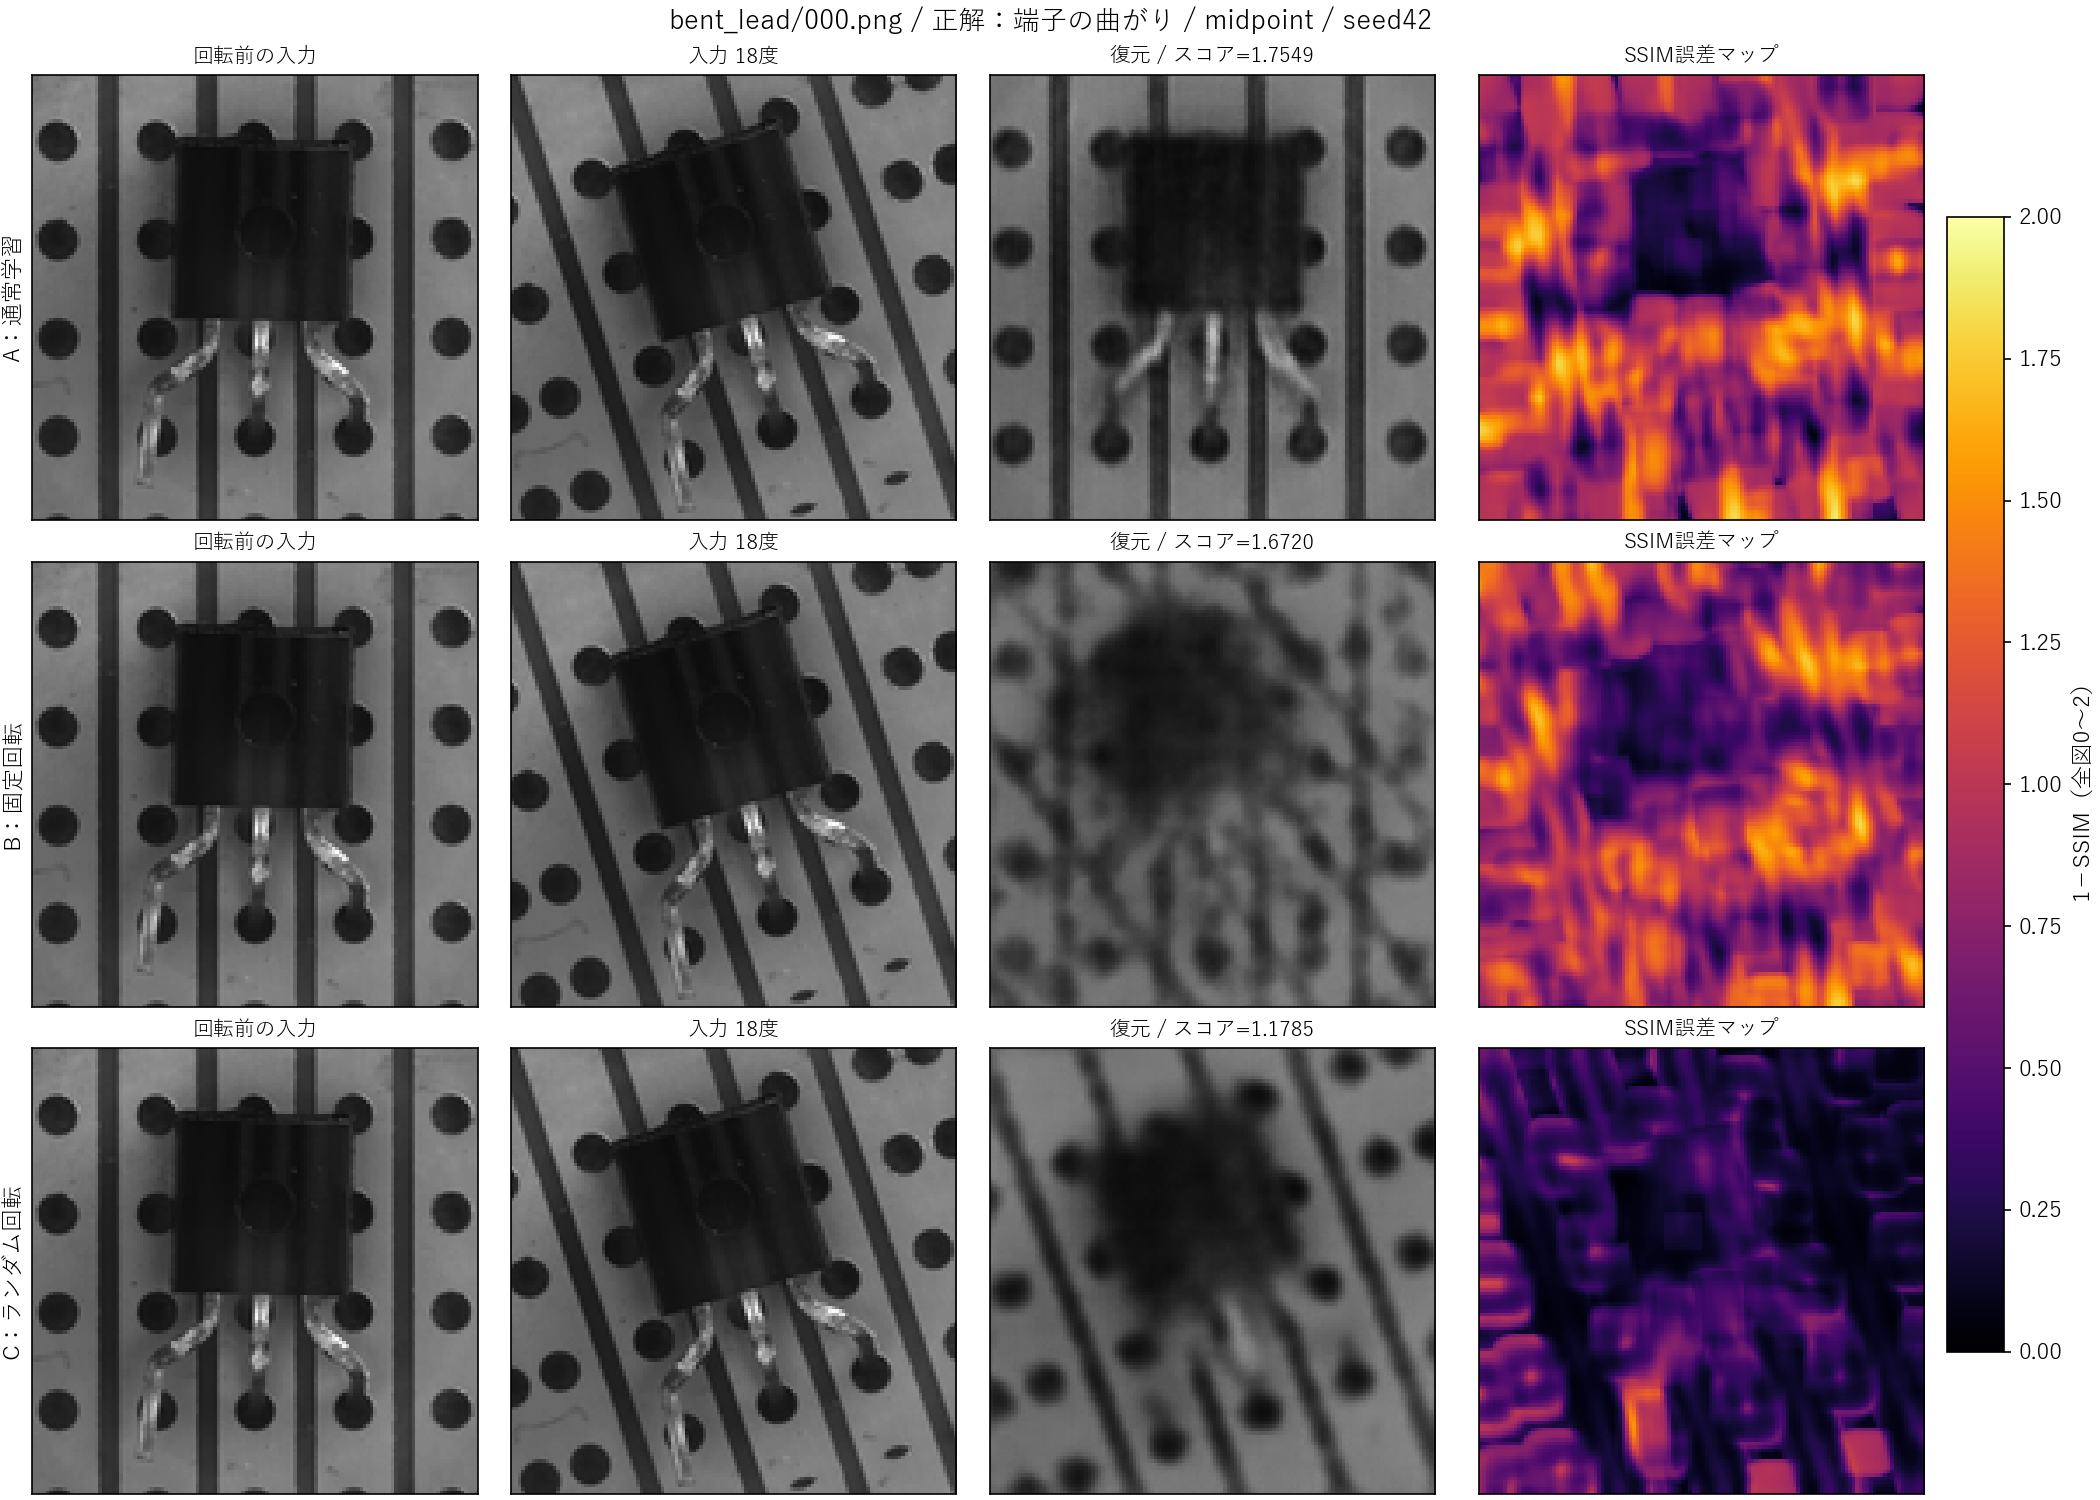 bent_lead/000.png / 正解：端子の曲がり / midpoint / seed42
回転前の入力
入力 18度
復元 / スコア=1.7549
SSIM誤差マップ
A：通常学習
回転前の入力
入力 18度
復元 / スコア=1.6720
SSIM誤差マップ
B：固定回転
回転前の入力
入力 18度
復元 / スコア=1.1785
SSIM誤差マップ
C：ランダム回転
2.00
1.75
1.50
1.25
1.00
0.75
0.50
0.25
0.00
1−SSIM（全図0〜2）